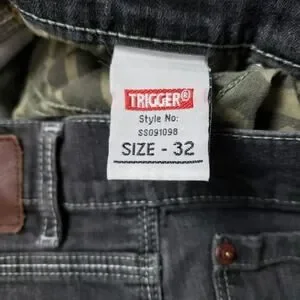 TRIGGER®
Style No:
SS091098
SIZE - 32